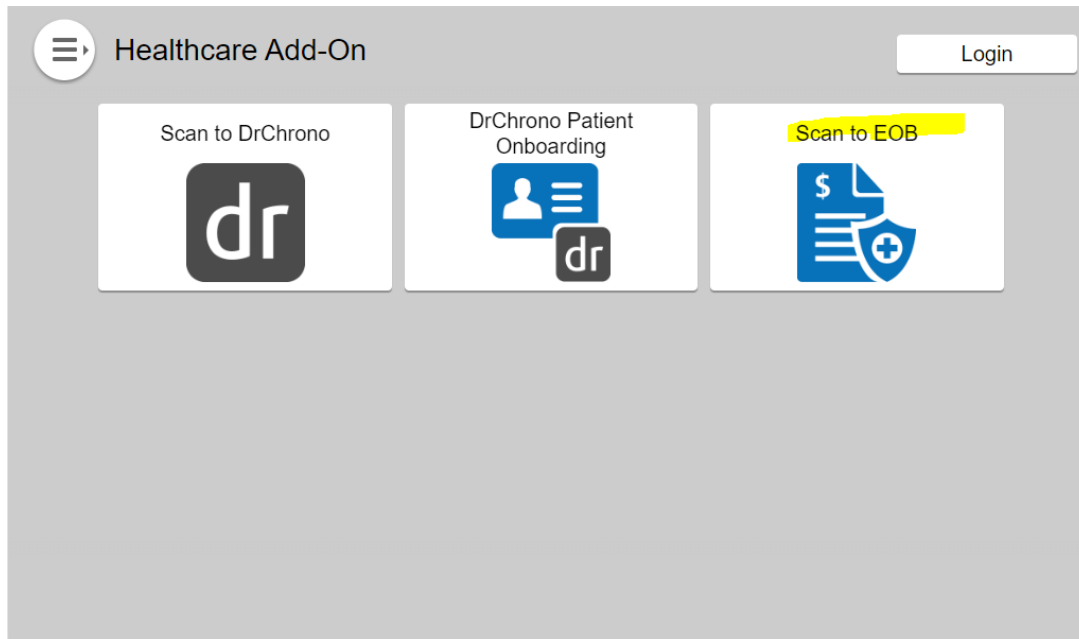 Healthcare Add-On
Login
Scan to DrChrono
DrChrono Patient
Onboarding
Scan to EOB
$
dr
dr